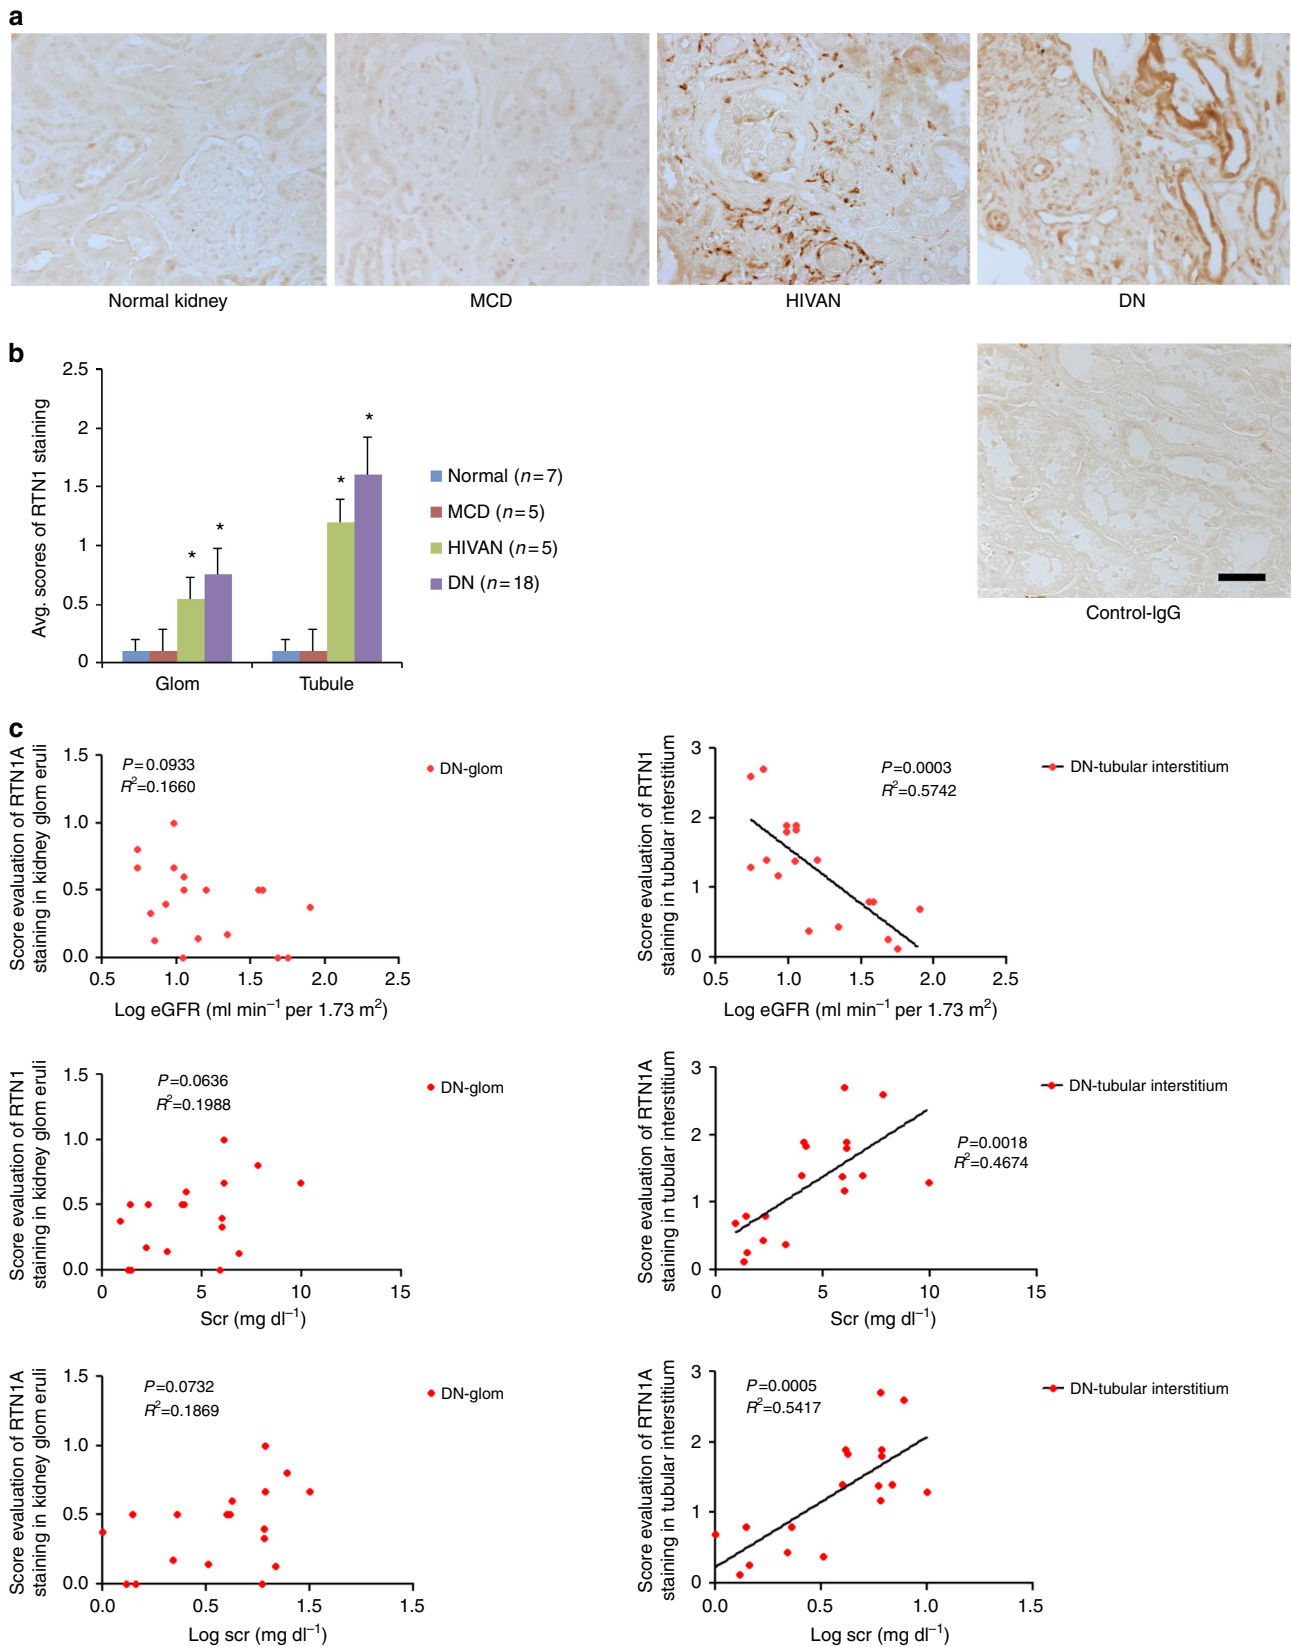 a
Normal kidney
MCD
HIVAN
DN
Control-IgG
b
Avg. scores of RTN1 staining
2.5
2
1.5
1
0.5
0
Glom
Tubule
*
*
*
*
Normal (n=7)
MCD (n=5)
HIVAN (n=5)
DN (n=18)
c
Score evaluation of RTN1A
staining in kidney glom eruli
1.5
1.0
0.5
0.0
P=0.0933
R²=0.1660
DN-glom
0.5 1.0 1.5 2.0 2.5
Log eGFR (ml min⁻¹ per 1.73 m²)
Score evaluation of RTN1
staining in tubular interstitium
3
2
1
0
P=0.0003
R²=0.5742
DN-tubular interstitium
0.5 1.0 1.5 2.0 2.5
Log eGFR (ml min⁻¹ per 1.73 m²)
Score evaluation of RTN1
staining in kidney glom eruli
1.5
1.0
0.5
0.0
P=0.0636
R²=0.1988
DN-glom
0 5 10 15
Scr (mg dl⁻¹)
Score evaluation of RTN1A
staining in tubular interstitium
3
2
1
0
P=0.0018
R²=0.4674
DN-tubular interstitium
0 5 10 15
Scr (mg dl⁻¹)
Score evaluation of RTN1A
staining in kidney glom eruli
1.5
1.0
0.5
0.0
P=0.0732
R²=0.1869
DN-glom
0.0 0.5 1.5 1.5
Log scr (mg dl⁻¹)
Score evaluation of RTN1A
staining in tubular interstitium
3
2
1
0
P=0.0005
R²=0.5417
DN-tubular interstitium
0.0 0.5 1.0 1.5
Log scr (mg dl⁻¹)